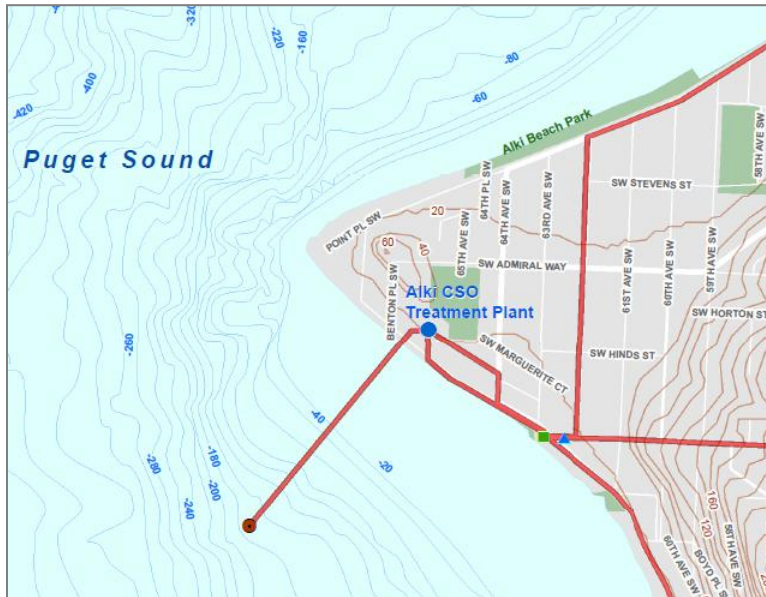 -320
-220
-160
-400
-420
-80
-60
Puget Sound
Alki Beach Park
58TH AVE SW
SW STEVENS ST
64TH PL SW
64TH AVE SW
63RD AVE SW
20
POINT PL SW
60
40
65TH AVE SW
SW ADMIRAL WAY
61ST AVE SW
60TH AVE SW
59TH AVE SW
BENTON PL SW
Alki CSO
Treatment Plant
SW HORTON ST
-260
SW MARGUERITE CT
SW HINDS ST
-40
-20
-280
-240
-180
-200
160
120
60TH AVE SW
BOYD PL
58TH AVE SW